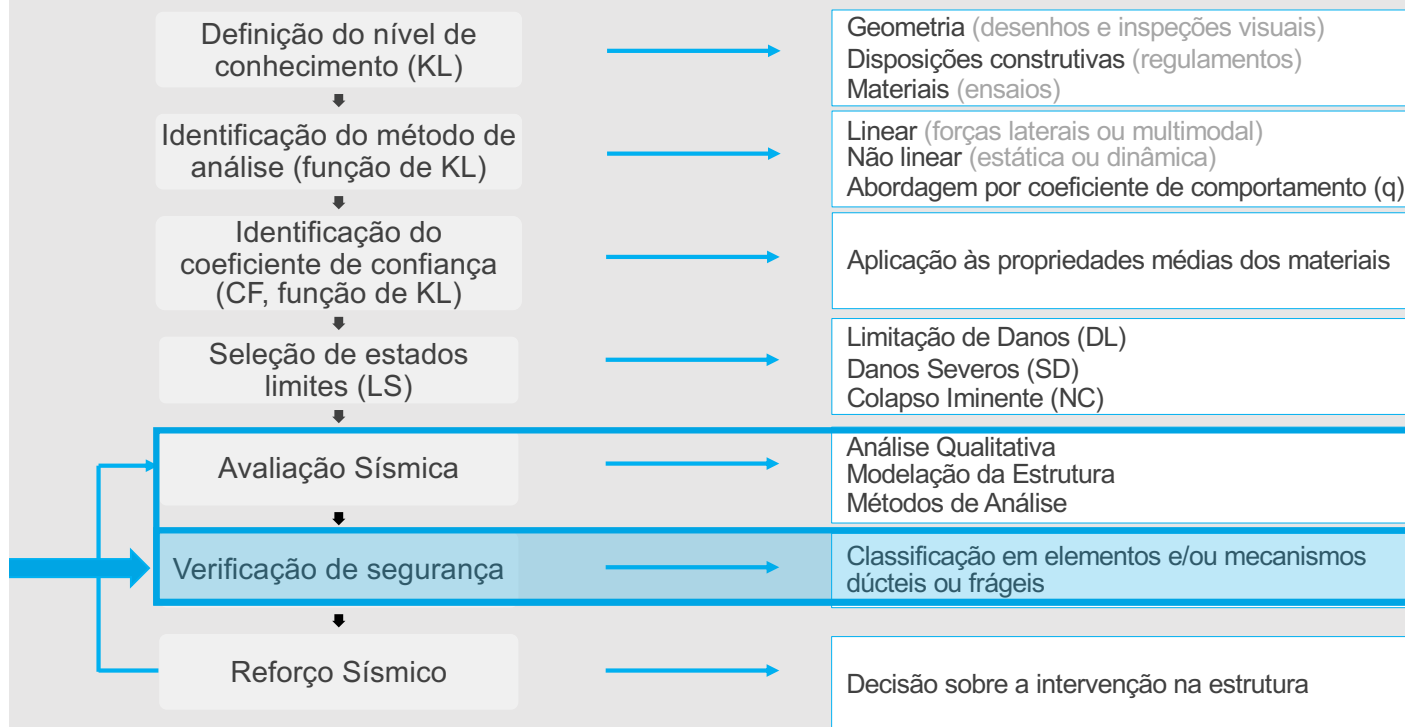 Definição do nível de
conhecimento (KL)
Geometria (desenhos e inspeções visuais)
Disposições construtivas (regulamentos)
Materiais (ensaios)
Identificação do método de
análise (função de KL)
Linear (forças laterais ou multimodal)
Não linear (estática ou dinâmica)
Abordagem por coeficiente de comportamento (q)
Identificação do
coeficiente de confiança
(CF, função de KL)
Aplicação às propriedades médias dos materiais
Seleção de estados
limites (LS)
Limitação de Danos (DL)
Danos Severos (SD)
Colapso Iminente (NC)
Avaliação Sísmica
Análise Qualitativa
Modelação da Estrutura
Métodos de Análise
Verificação de segurança
Classificação em elementos e/ou mecanismos
dúcteis ou frágeis
Reforço Sísmico
Decisão sobre a intervenção na estrutura